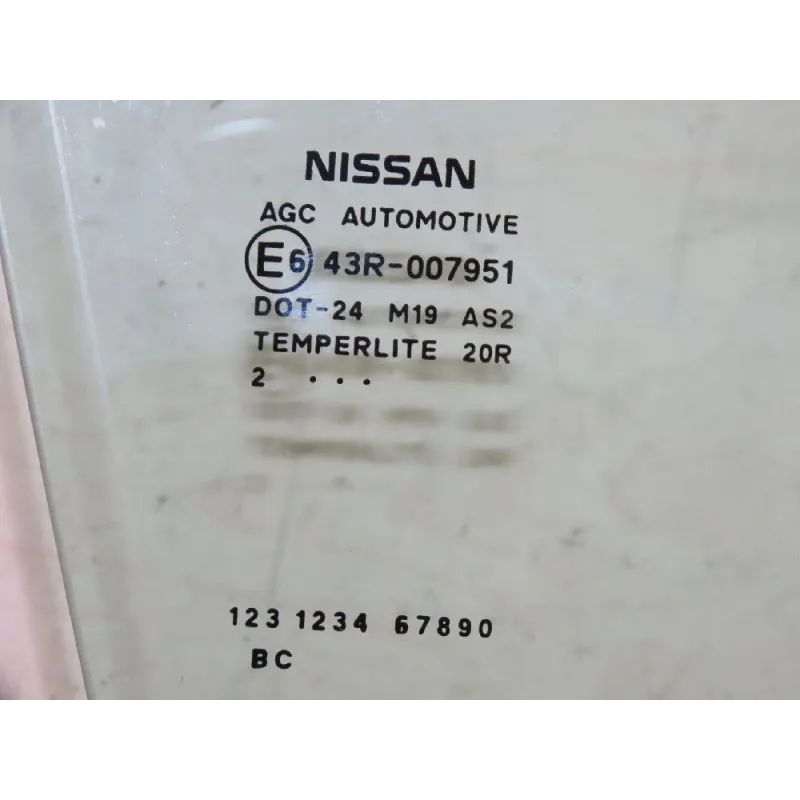 NISSAN
AGC AUTOMOTIVE
E6 43R-007951
DOT-24 M19 AS2
TEMPERLITE 20R
2 ...
123 1234 67890
BC